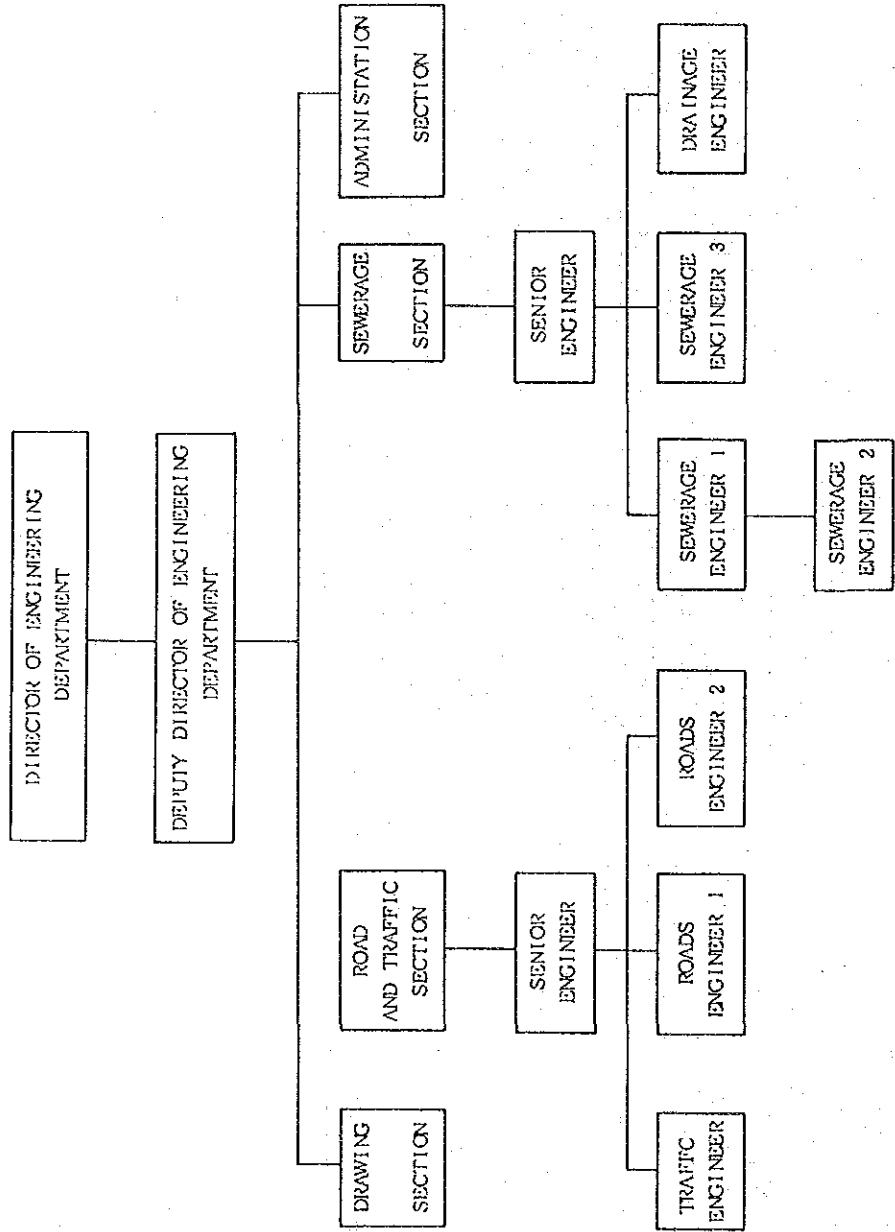 DIRECTOR OF ENGINEERING
DEPARTMENT
DEPUTY DIRECTOR OF ENGINEERING
DEPARTMENT
DRAWING
SECTION
ROAD
AND TRAFFIC
SECTION
SEWERAGE
SECTION
ADMINISTATION
SECTION
SENIOR
ENGINEER
SENIOR
ENGINEER
TRAFFC
ENGINEER
ROADS
ENGINEER 1
ROADS
ENGINEER 2
SEWERAGE
ENGINEER 1
SEWERAGE
ENGINEER 3
DRAINAGE
ENGINEER
SEWERAGE
ENGINEER 2